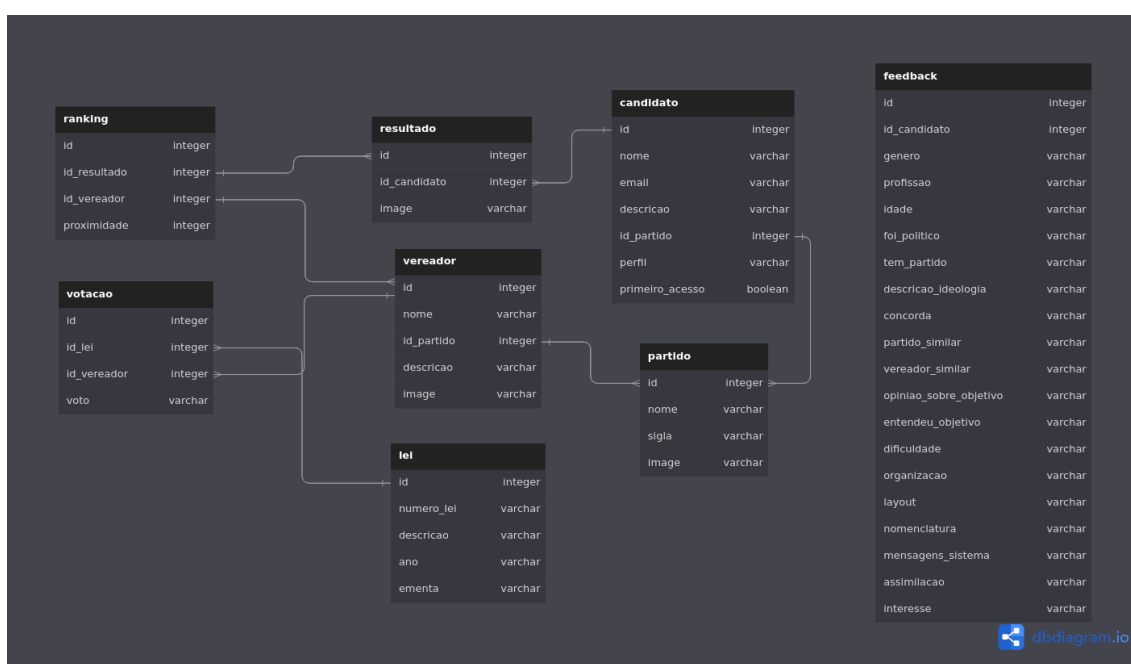 ranking
id integer
id_resultado integer
id_vereador integer
proximidade integer
votacao
id integer
id_lei integer
id_vereador integer
voto varchar
resultado
id integer
id_candidato integer
image varchar
vereador
id integer
nome varchar
id_partido integer
descricao varchar
image varchar
lei
id integer
numero_lei varchar
descricao varchar
ano varchar
ementa varchar
candidato
id integer
nome varchar
email varchar
descricao varchar
id_partido integer
perfil varchar
primeiro_acesso boolean
partido
id integer
nome varchar
sigla varchar
image varchar
feedback
id integer
id_candidato integer
genero varchar
profissao varchar
idade varchar
foi_politico varchar
tem_partido varchar
descricao_ideologia varchar
concorda varchar
partido_similar varchar
vereador_similar varchar
opiniao_sobre_objetivo varchar
entendeu_objetivo varchar
dificuldade varchar
organizacao varchar
layout varchar
nomenclatura varchar
mensagens_sistema varchar
assimilacao varchar
interesse varchar
dbdiagram.io